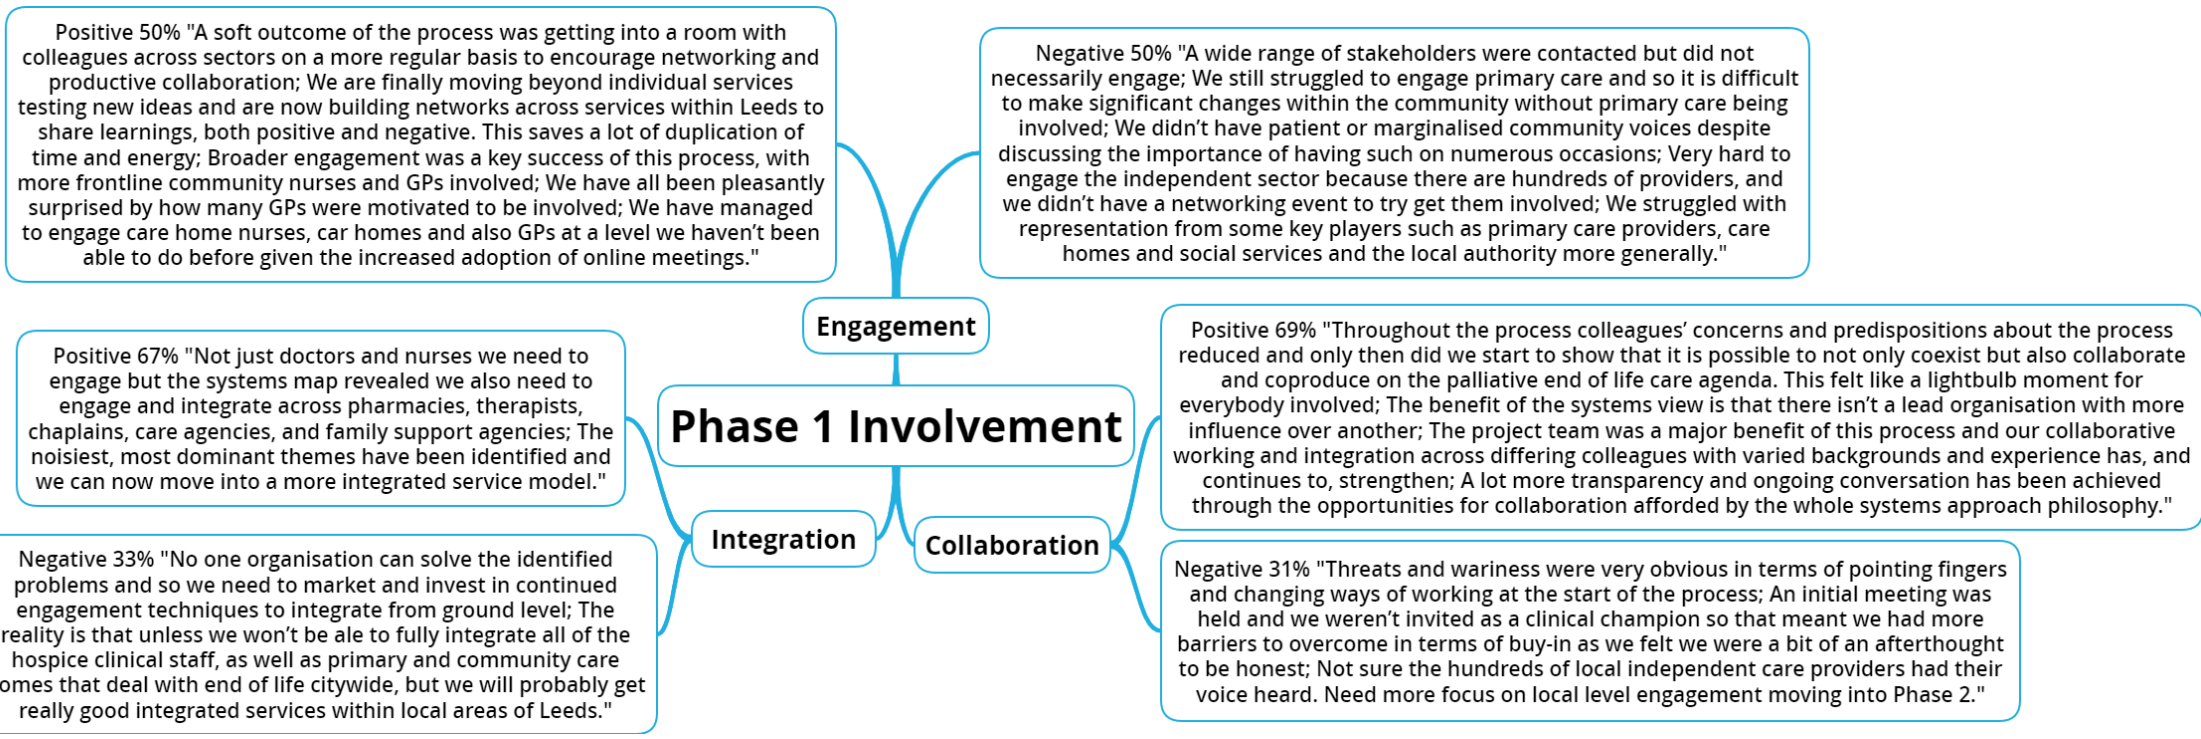 Positive 50% "A soft outcome of the process was getting into a room with
colleagues across sectors on a more regular basis to encourage networking and
productive collaboration; We are finally moving beyond individual services
testing new ideas and are now building networks across services within Leeds to
share learnings, both positive and negative. This saves a lot of duplication of
time and energy; Broader engagement was a key success of this process, with
more frontline community nurses and GPs involved; We have all been pleasantly
surprised by how many GPs were motivated to be involved; We have managed
to engage care home nurses, car homes and also GPs at a level we haven’t been
able to do before given the increased adoption of online meetings."
Negative 50% "A wide range of stakeholders were contacted but did not
necessarily engage; We still struggled to engage primary care and so it is difficult
to make significant changes within the community without primary care being
involved; We didn’t have patient or marginalised community voices despite
discussing the importance of having such on numerous occasions; Very hard to
engage the independent sector because there are hundreds of providers, and
we didn’t have a networking event to try get them involved; We struggled with
representation from some key players such as primary care providers, care
homes and social services and the local authority more generally."
Engagement
Phase 1 Involvement
Positive 67% "Not just doctors and nurses we need to
engage but the systems map revealed we also need to
engage and integrate across pharmacies, therapists,
chaplains, care agencies, and family support agencies; The
noisiest, most dominant themes have been identified and
we can now move into a more integrated service model."
Positive 69% "Throughout the process colleagues’ concerns and predispositions about the process
reduced and only then did we start to show that it is possible to not only coexist but also collaborate
and coproduce on the palliative end of life care agenda. This felt like a lightbulb moment for
everybody involved; The benefit of the systems view is that there isn’t a lead organisation with more
influence over another; The project team was a major benefit of this process and our collaborative
working and integration across differing colleagues with varied backgrounds and experience has, and
continues to, strengthen; A lot more transparency and ongoing conversation has been achieved
through the opportunities for collaboration afforded by the whole systems approach philosophy."
Integration
Collaboration
Negative 33% "No one organisation can solve the identified
problems and so we need to market and invest in continued
engagement techniques to integrate from ground level; The
reality is that unless we won’t be ale to fully integrate all of the
hospice clinical staff, as well as primary and community care
omes that deal with end of life citywide, but we will probably get
really good integrated services within local areas of Leeds."
Negative 31% "Threats and wariness were very obvious in terms of pointing fingers
and changing ways of working at the start of the process; An initial meeting was
held and we weren’t invited as a clinical champion so that meant we had more
barriers to overcome in terms of buy-in as we felt we were a bit of an afterthought
to be honest; Not sure the hundreds of local independent care providers had their
voice heard. Need more focus on local level engagement moving into Phase 2."